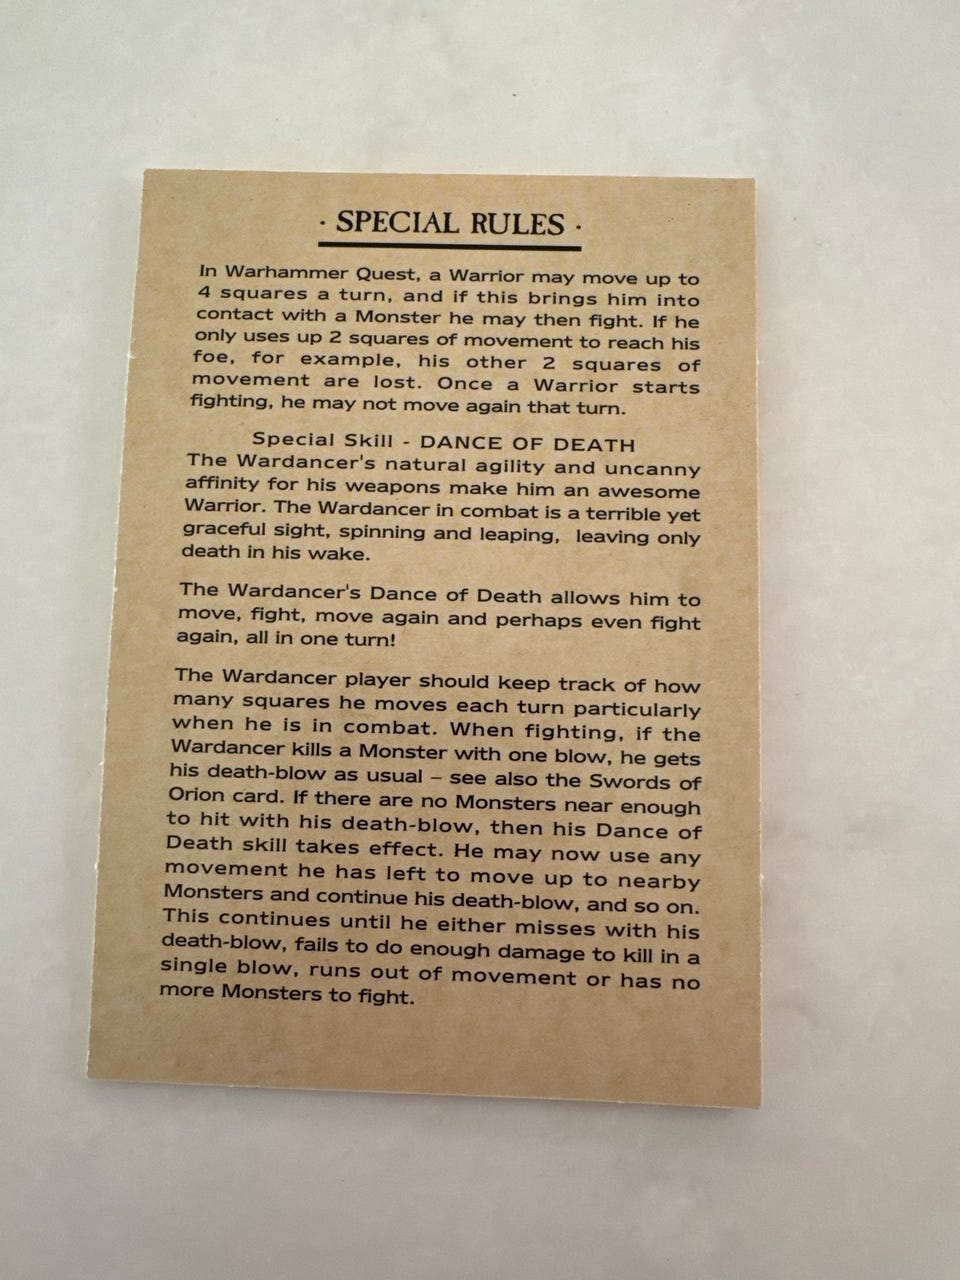 · SPECIAL RULES ·
In Warhammer Quest, a Warrior may move up to
4 squares a turn, and if this brings him into
contact with a Monster he may then fight. If he
only uses up 2 squares of movement to reach his
foe, for example, his other 2 squares of
movement are lost. Once a Warrior starts
fighting, he may not move again that turn.
Special Skill - DANCE OF DEATH
The Wardancer's natural agility and uncanny
affinity for his weapons make him an awesome
Warrior. The Wardancer in combat is a terrible yet
graceful sight, spinning and leaping, leaving only
death in his wake.
The Wardancer's Dance of Death allows him to
move, fight, move again and perhaps even fight
again, all in one turn!
The Wardancer player should keep track of how
many squares he moves each turn particularly
when he is in combat. When fighting, if the
Wardancer kills a Monster with one blow, he gets
his death-blow as usual – see also the Swords of
Orion card. If there are no Monsters near enough
to hit with his death-blow, then his Dance of
Death skill takes effect. He may now use any
movement he has left to move up to nearby
Monsters and continue his death-blow, and so on.
This continues until he either misses with his
death-blow, fails to do enough damage to kill in a
single blow, runs out of movement or has no
more Monsters to fight.